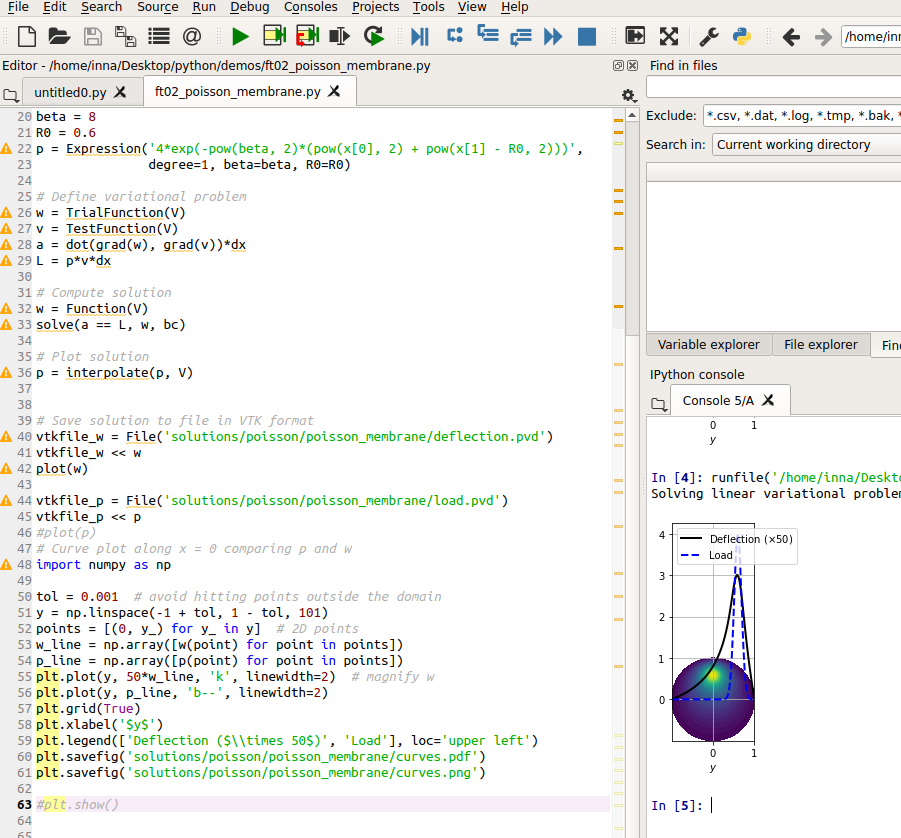 File Edit Search Source Run Debug Consoles Projects Tools View Help
/home/inn
Editor - /home/inna/Desktop/python/demos/ft02_poisson_membrane.py
untitled0.py
ft02_poisson_membrane.py
20 beta = 8
21 R0 = 0.6
22 p = Expression('4*exp(-pow(beta, 2)*(pow(x[0], 2) + pow(x[1] - R0, 2)))',
23 degree=1, beta=beta, R0=R0)
24
25 # Define variational problem
26 w = TrialFunction(V)
27 v = TestFunction(V)
28 a = dot(grad(w), grad(v))*dx
29 L = p*v*dx
30
31 # Compute solution
32 w = Function(V)
33 solve(a == L, w, bc)
34
35 # Plot solution
36 p = interpolate(p, V)
37
38
39 # Save solution to file in VTK format
40 vtkfile_w = File('solutions/poisson/poisson_membrane/deflection.pvd')
41 vtkfile_w << w
42 plot(w)
43
44 vtkfile_p = File('solutions/poisson/poisson_membrane/load.pvd')
45 vtkfile_p << p
46 #plot(p)
47 # Curve plot along x = 0 comparing p and w
48 import numpy as np
49
50 tol = 0.001  # avoid hitting points outside the domain
51 y = np.linspace(-1 + tol, 1 - tol, 101)
52 points = [(0, y_) for y_ in y]  # 2D points
53 w_line = np.array([w(point) for point in points])
54 p_line = np.array([p(point) for point in points])
55 plt.plot(y, 50*w_line, 'k', linewidth=2)  # magnify w
56 plt.plot(y, p_line, 'b--', linewidth=2)
57 plt.grid(True)
58 plt.xlabel('$y$')
59 plt.legend(['Deflection ($\\times 50$)', 'Load'], loc='upper left')
60 plt.savefig('solutions/poisson/poisson_membrane/curves.pdf')
61 plt.savefig('solutions/poisson/poisson_membrane/curves.png')
62
63 #plt.show()
64
65
Find in files
Exclude: *.csv, *.dat, *.log, *.tmp, *.bak, *
Search in: Current working directory
Variable explorer File explorer Fin
IPython console
Console 5/A
0 1
y
In [4]: runfile('/home/inna/Deskto
Solving linear variational problem
4
Deflection (×50)
Load
3
2
1
0
0 1
y
In [5]: